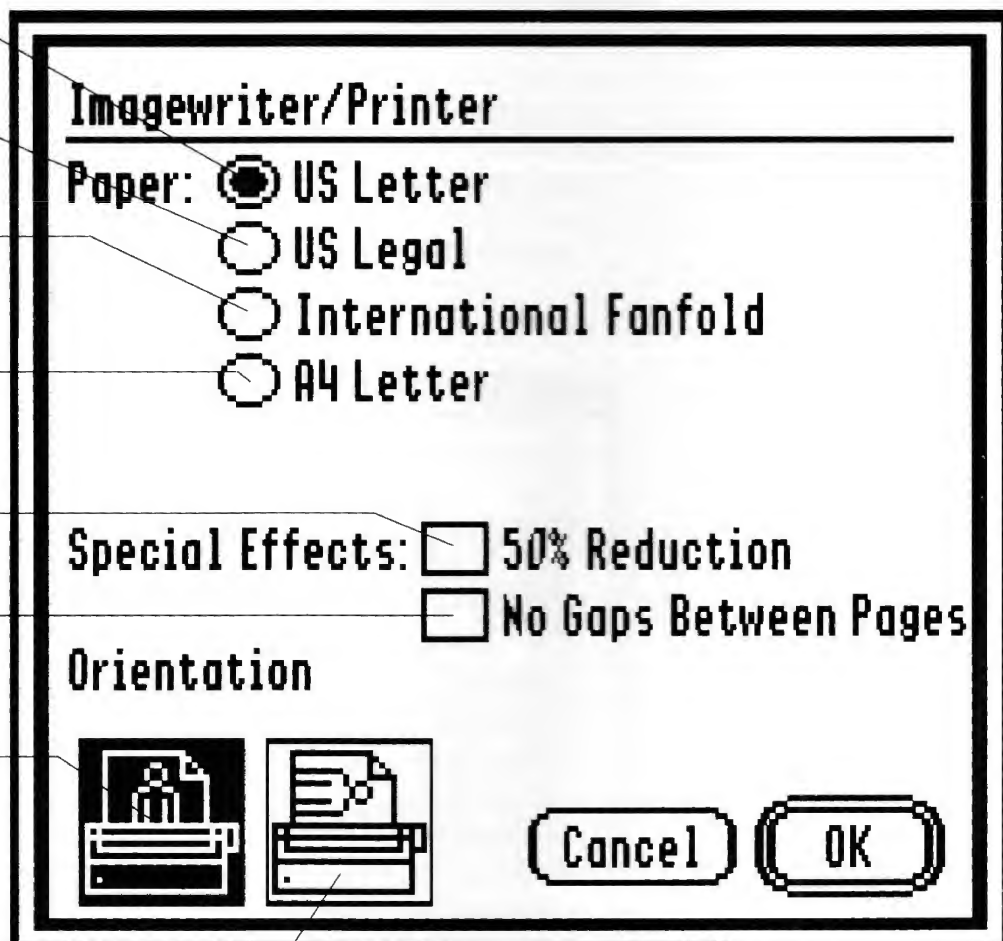 Imagewriter/Printer
Paper: US Letter
US Legal
International Fanfold
A4 Letter
Special Effects: 50% Reduction
No Gaps Between Pages
Orientation
Cancel OK